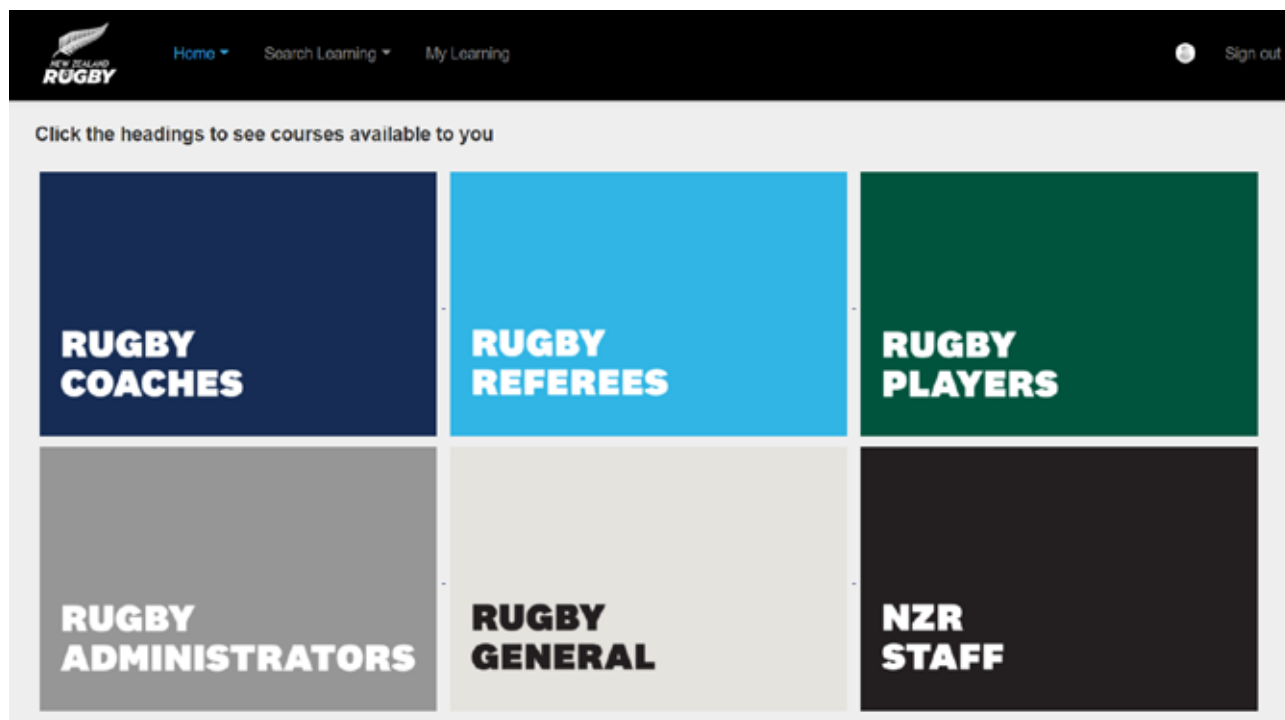 NEW ZEALAND
RUGBY
Home
Search Learning
My Learning
Sign out
Click the headings to see courses available to you
RUGBY
COACHES
-
RUGBY
REFEREES
-
RUGBY
PLAYERS
RUGBY
ADMINISTRATORS
-
RUGBY
GENERAL
-
NZR
STAFF